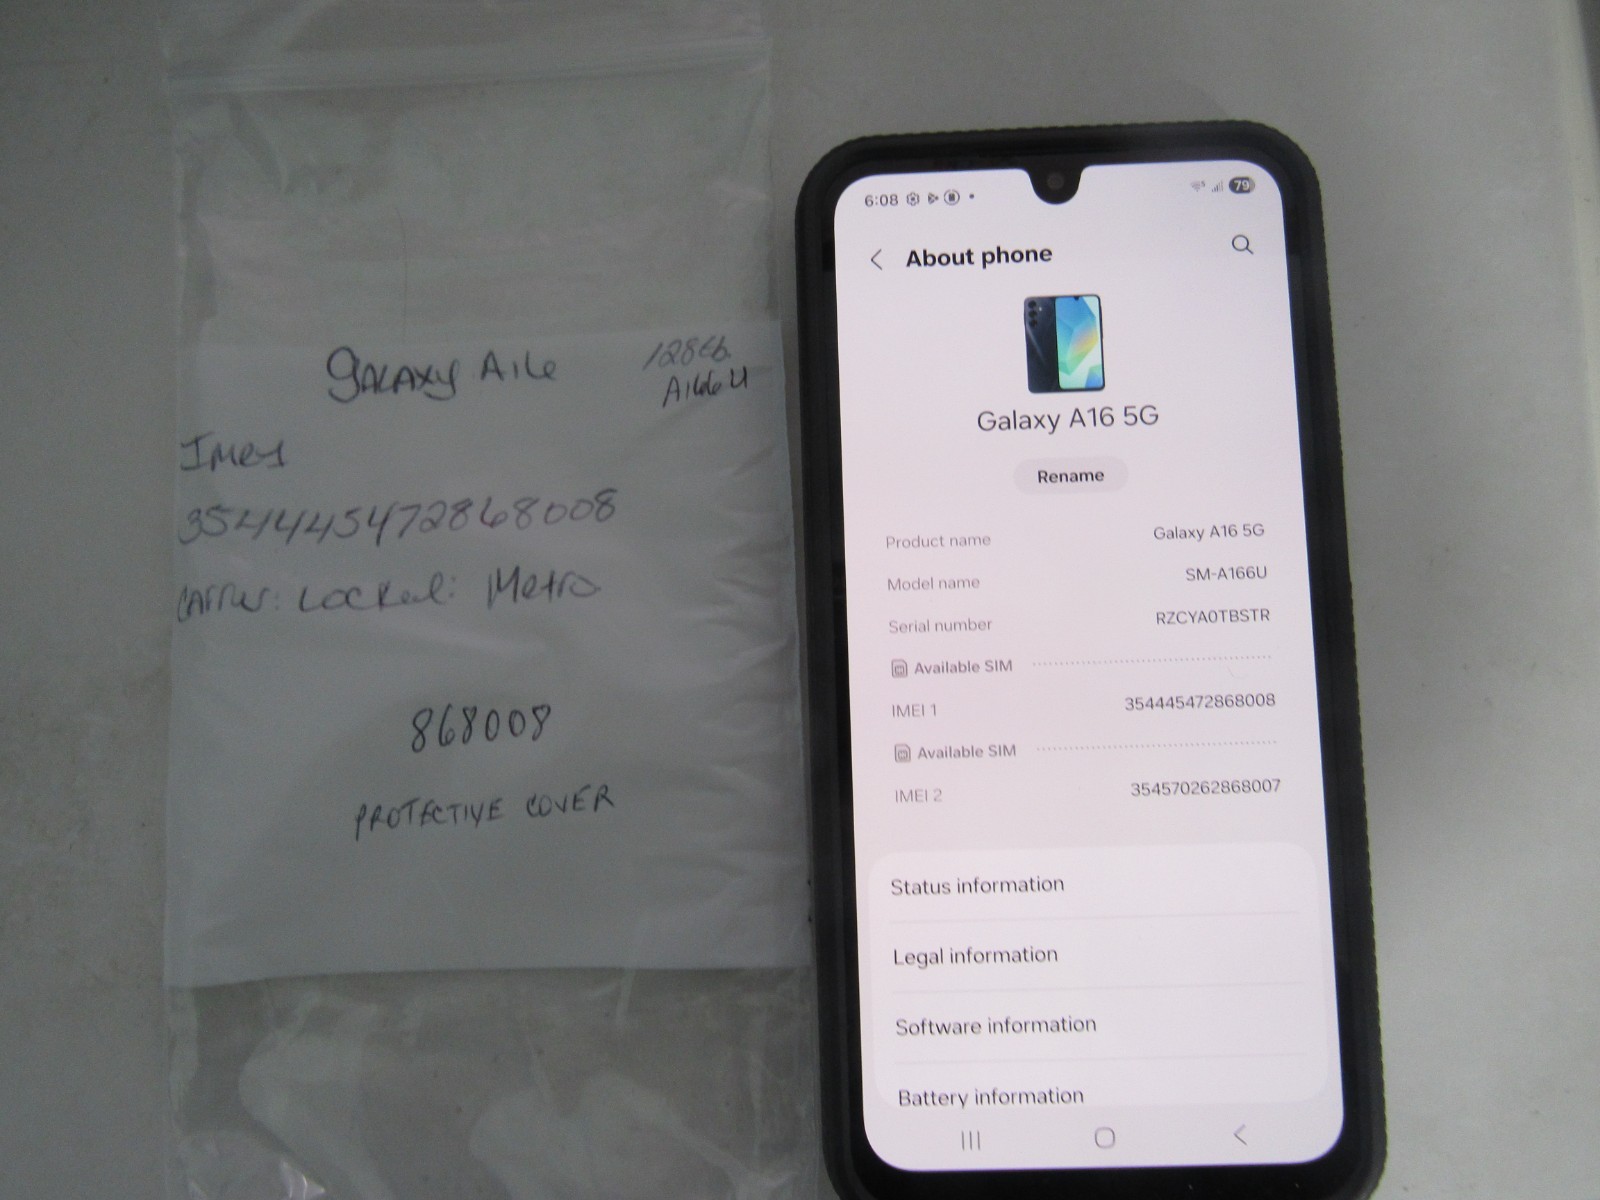 Galaxy A16 128Gb
A166U
Imei
354445472868008
Carrier: Locked: Metro
868008
PROTECTIVE COVER
6:08 79
About phone
Galaxy A16 5G
Rename
Product name Galaxy A16 5G
Model name SM-A166U
Serial number RZCYA0TBSTR
Available SIM
IMEI 1 354445472868008
Available SIM
IMEI 2 354570262868007
Status information
Legal information
Software information
Battery information